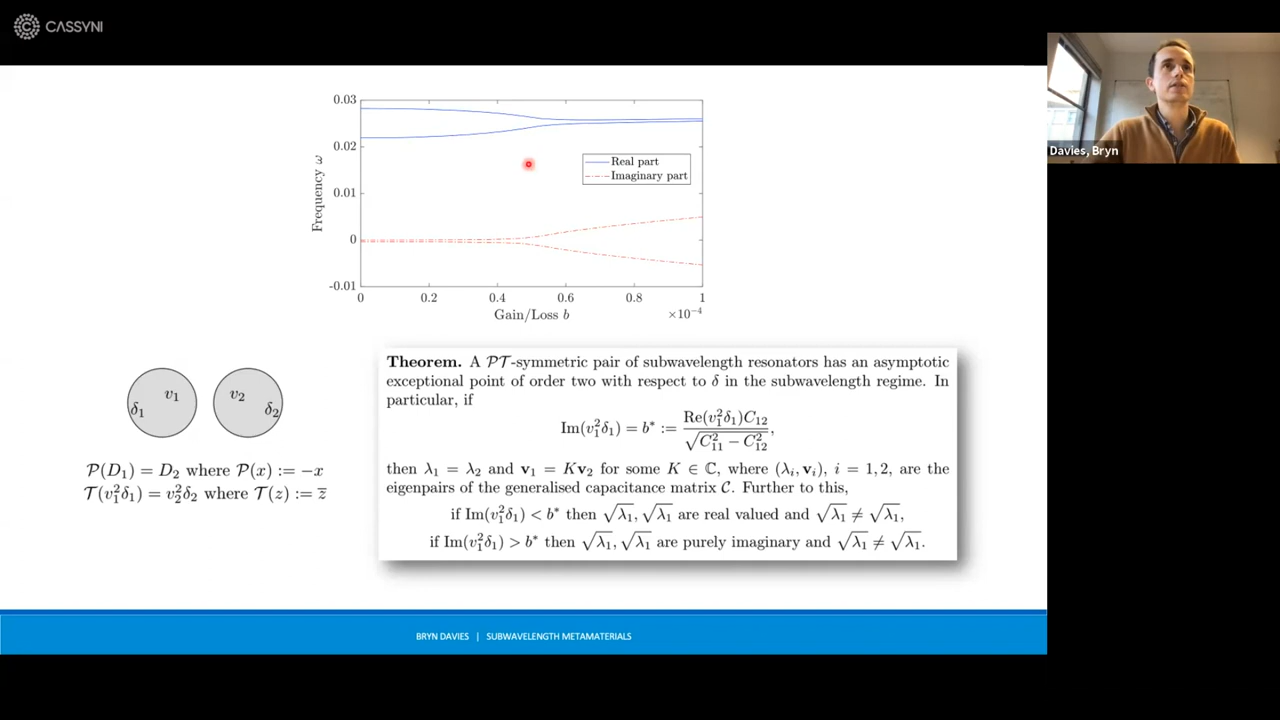 CASSYNI
Davies, Bryn
0.03
0.02
0.01
0
-0.01
Frequency ω
Real part
Imaginary part
0 0.2 0.4 0.6 0.8 1
Gain/Loss b
×10⁻⁴
δ₁ v₁ v₂ δ₂
𝒫(D₁) = D₂ where 𝒫(x) := −x
𝒯(v₁²δ₁) = v₂²δ₂ where 𝒯(z) := z̅
Theorem. A 𝒫𝒯-symmetric pair of subwavelength resonators has an asymptotic
exceptional point of order two with respect to δ in the subwavelength regime. In
particular, if
Im(v₁²δ₁) = b* := Re(v₁²δ₁)C₁₂ / √(C₁₁² − C₁₂²),
then λ₁ = λ₂ and v₁ = Kv₂ for some K ∈ ℂ, where (λᵢ, vᵢ), i = 1, 2, are the
eigenpairs of the generalised capacitance matrix 𝒞. Further to this,
if Im(v₁²δ₁) < b* then √λ₁, √λ₁ are real valued and √λ₁ ≠ √λ₁,
if Im(v₁²δ₁) > b* then √λ₁, √λ₁ are purely imaginary and √λ₁ ≠ √λ₁.
BRYN DAVIES | SUBWAVELENGTH METAMATERIALS